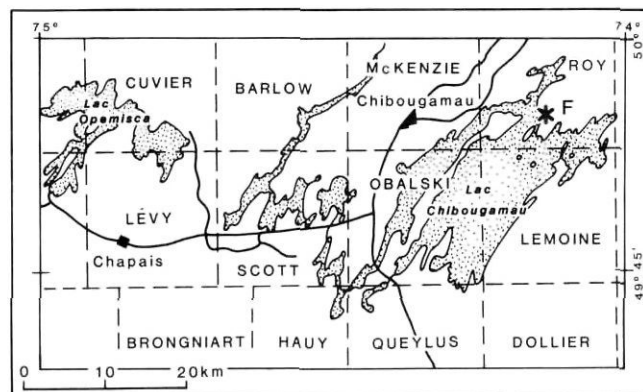 75°
74°
50°
CUVIER
BARLOW
McKENZIE
ROY
Lac
Opemisca
Chibougamau
F
OBALSKI
Lac
Chibougamau
LÉVY
LEMOINE
Chapais
SCOTT
49° 45'
BRONGNIART
HAUY
QUEYLUS
DOLLIER
0 10 20km